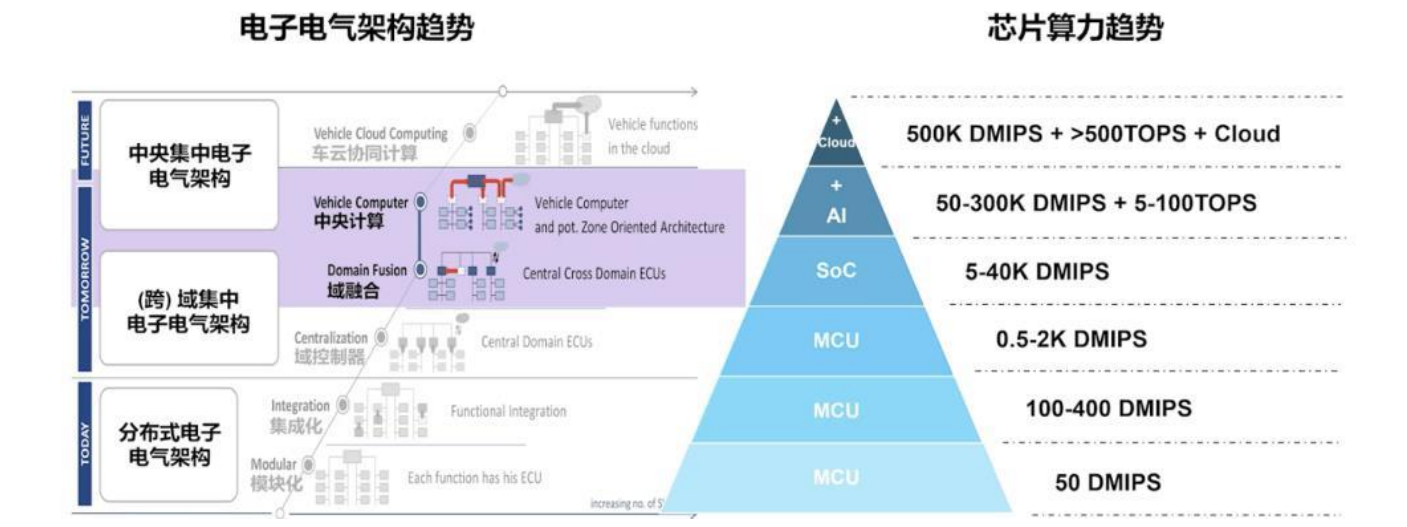 电子电气架构趋势
芯片算力趋势
FUTURE
中央集中电子
电气架构
Vehicle Cloud Computing
车云协同计算
Vehicle functions
in the cloud
+
Cloud
500K DMIPS + >500TOPS + Cloud
TOMORROW
Vehicle Computer
中央计算
Vehicle Computer
and pot. Zone Oriented Architecture
+
AI
50-300K DMIPS + 5-100TOPS
Domain Fusion
域融合
Central Cross Domain ECUs
SoC
5-40K DMIPS
(跨) 域集中
电子电气架构
Centralization
域控制器
Central Domain ECUs
MCU
0.5-2K DMIPS
TODAY
分布式电子
电气架构
Integration
集成化
Functional Integration
MCU
100-400 DMIPS
Modular
模块化
Each function has his ECU
MCU
50 DMIPS
increasing no. of